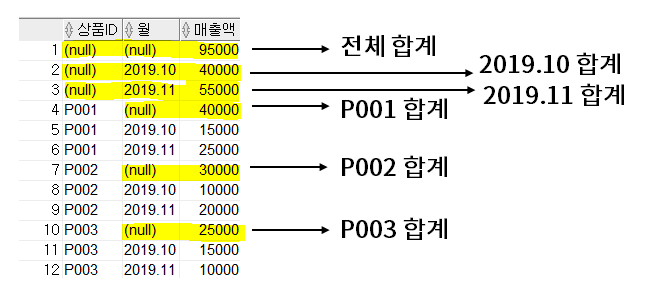 상품ID 월 매출액
1 (null) (null) 95000 전체 합계
2 (null) 2019.10 40000 2019.10 합계
3 (null) 2019.11 55000 2019.11 합계
4 P001 (null) 40000 P001 합계
5 P001 2019.10 15000
6 P001 2019.11 25000
7 P002 (null) 30000 P002 합계
8 P002 2019.10 10000
9 P002 2019.11 20000
10 P003 (null) 25000 P003 합계
11 P003 2019.10 15000
12 P003 2019.11 10000